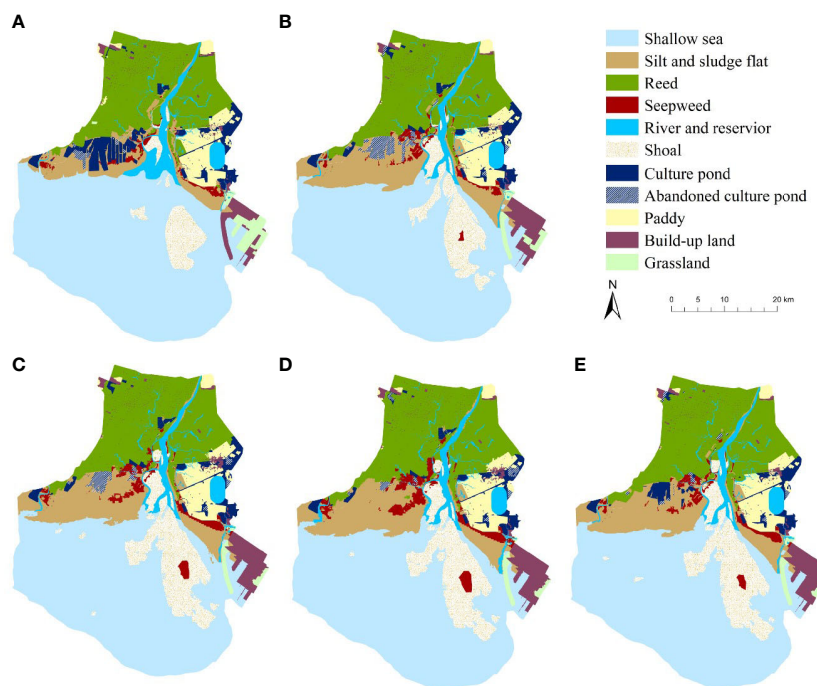 A
B
Shallow sea
Silt and sludge flat
Reed
Seepweed
River and reservior
Shoal
Culture pond
Abandoned culture pond
Paddy
Build-up land
Grassland
N
0 5 10 20 km
C
D
E